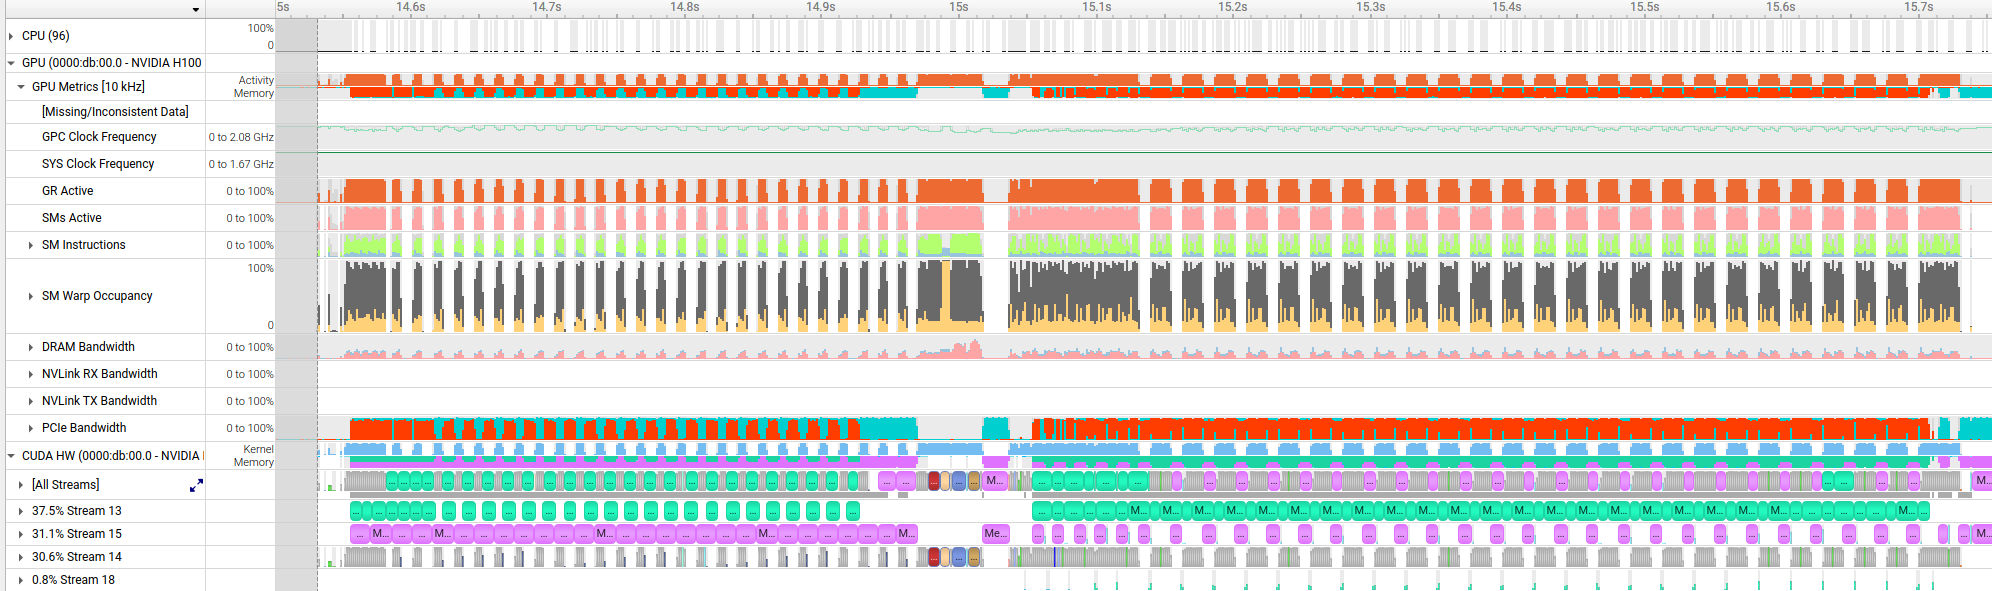 5s 14.6s 14.7s 14.8s 14.9s 15s 15.1s 15.2s 15.3s 15.4s 15.5s 15.6s 15.7s
CPU (96) 100%
0
GPU (0000:db:00.0 - NVIDIA H100
GPU Metrics [10 kHz] Activity
Memory
[Missing/Inconsistent Data]
GPC Clock Frequency 0 to 2.08 GHz
SYS Clock Frequency 0 to 1.67 GHz
GR Active 0 to 100%
SMs Active 0 to 100%
SM Instructions 0 to 100%
SM Warp Occupancy 100%
0
DRAM Bandwidth 0 to 100%
NVLink RX Bandwidth 0 to 100%
NVLink TX Bandwidth 0 to 100%
PCIe Bandwidth 0 to 100%
CUDA HW (0000:db:00.0 - NVIDIA Kernel
Memory
[All Streams] M... M...
37.5% Stream 13 M... M... M... M... M... M... M... M... M... M... M... M...
31.1% Stream 15 M... M... M... M... M... Me... M...
30.6% Stream 14
0.8% Stream 18